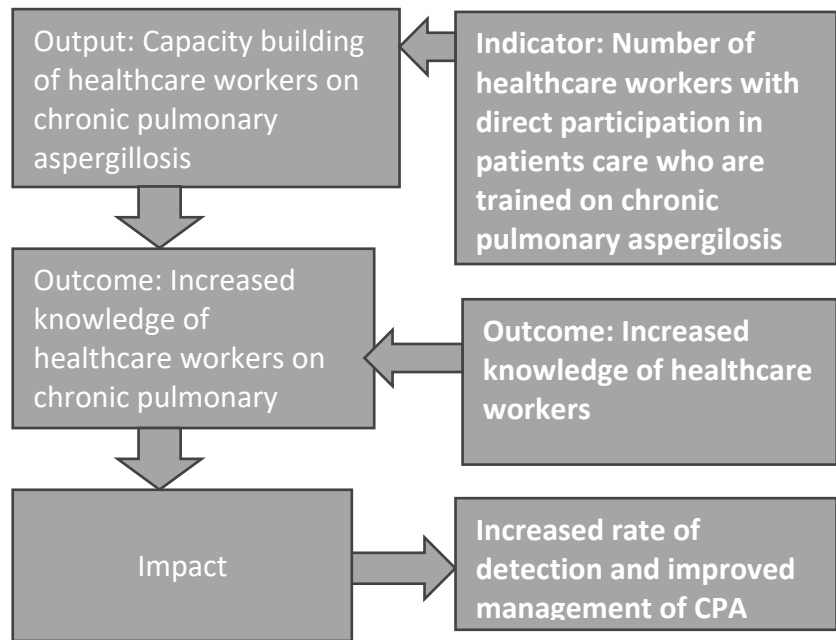 Output: Capacity building
of healthcare workers on
chronic pulmonary
aspergillosis
Indicator: Number of
healthcare workers with
direct participation in
patients care who are
trained on chronic
pulmonary aspergilosis
Outcome: Increased
knowledge of
healthcare workers on
chronic pulmonary
Outcome: Increased
knowledge of healthcare
workers
Impact
Increased rate of
detection and improved
management of CPA